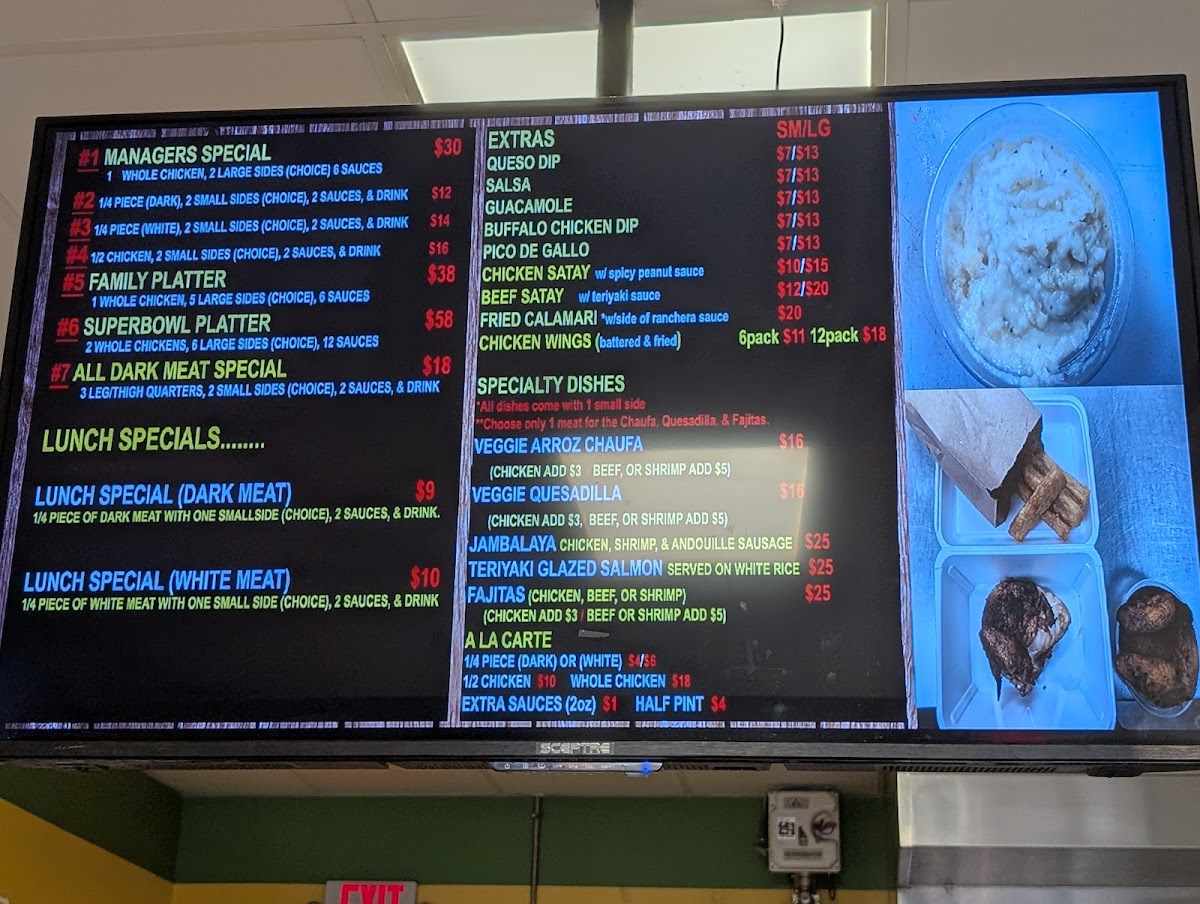 #1 MANAGERS SPECIAL $30
1 WHOLE CHICKEN, 2 LARGE SIDES (CHOICE) 6 SAUCES
#2 1/4 PIECE (DARK), 2 SMALL SIDES (CHOICE), 2 SAUCES, & DRINK $12
#3 1/4 PIECE (WHITE), 2 SMALL SIDES (CHOICE), 2 SAUCES, & DRINK $14
#4 1/2 CHICKEN, 2 SMALL SIDES (CHOICE), 2 SAUCES, & DRINK $16
#5 FAMILY PLATTER $38
1 WHOLE CHICKEN, 5 LARGE SIDES (CHOICE), 6 SAUCES
#6 SUPERBOWL PLATTER $58
2 WHOLE CHICKENS, 6 LARGE SIDES (CHOICE), 12 SAUCES
#7 ALL DARK MEAT SPECIAL $18
3 LEG/THIGH QUARTERS, 2 SMALL SIDES (CHOICE), 2 SAUCES, & DRINK
LUNCH SPECIALS........
LUNCH SPECIAL (DARK MEAT) $9
1/4 PIECE OF DARK MEAT WITH ONE SMALLSIDE (CHOICE), 2 SAUCES, & DRINK.
LUNCH SPECIAL (WHITE MEAT) $10
1/4 PIECE OF WHITE MEAT WITH ONE SMALL SIDE (CHOICE), 2 SAUCES, & DRINK
EXTRAS SM/LG
QUESO DIP $7/$13
SALSA $7/$13
GUACAMOLE $7/$13
BUFFALO CHICKEN DIP $7/$13
PICO DE GALLO $7/$13
CHICKEN SATAY w/ spicy peanut sauce $10/$15
BEEF SATAY w/ teriyaki sauce $12/$20
FRIED CALAMARI *w/side of ranchera sauce $20
CHICKEN WINGS (battered & fried) 6pack $11 12pack $18
SPECIALTY DISHES
*All dishes come with 1 small side
**Choose only 1 meat for the Chaufa, Quesadilla, & Fajitas.
VEGGIE ARROZ CHAUFA $16
(CHICKEN ADD $3 BEEF, OR SHRIMP ADD $5)
VEGGIE QUESADILLA $16
(CHICKEN ADD $3, BEEF, OR SHRIMP ADD $5)
JAMBALAYA CHICKEN, SHRIMP, & ANDOUILLE SAUSAGE $25
TERIYAKI GLAZED SALMON SERVED ON WHITE RICE $25
FAJITAS (CHICKEN, BEEF, OR SHRIMP) $25
(CHICKEN ADD $3 / BEEF OR SHRIMP ADD $5)
A LA CARTE
1/4 PIECE (DARK) OR (WHITE) $4/$6
1/2 CHICKEN $10 WHOLE CHICKEN $18
EXTRA SAUCES (2oz) $1 HALF PINT $4
SCEPTRE
EXIT